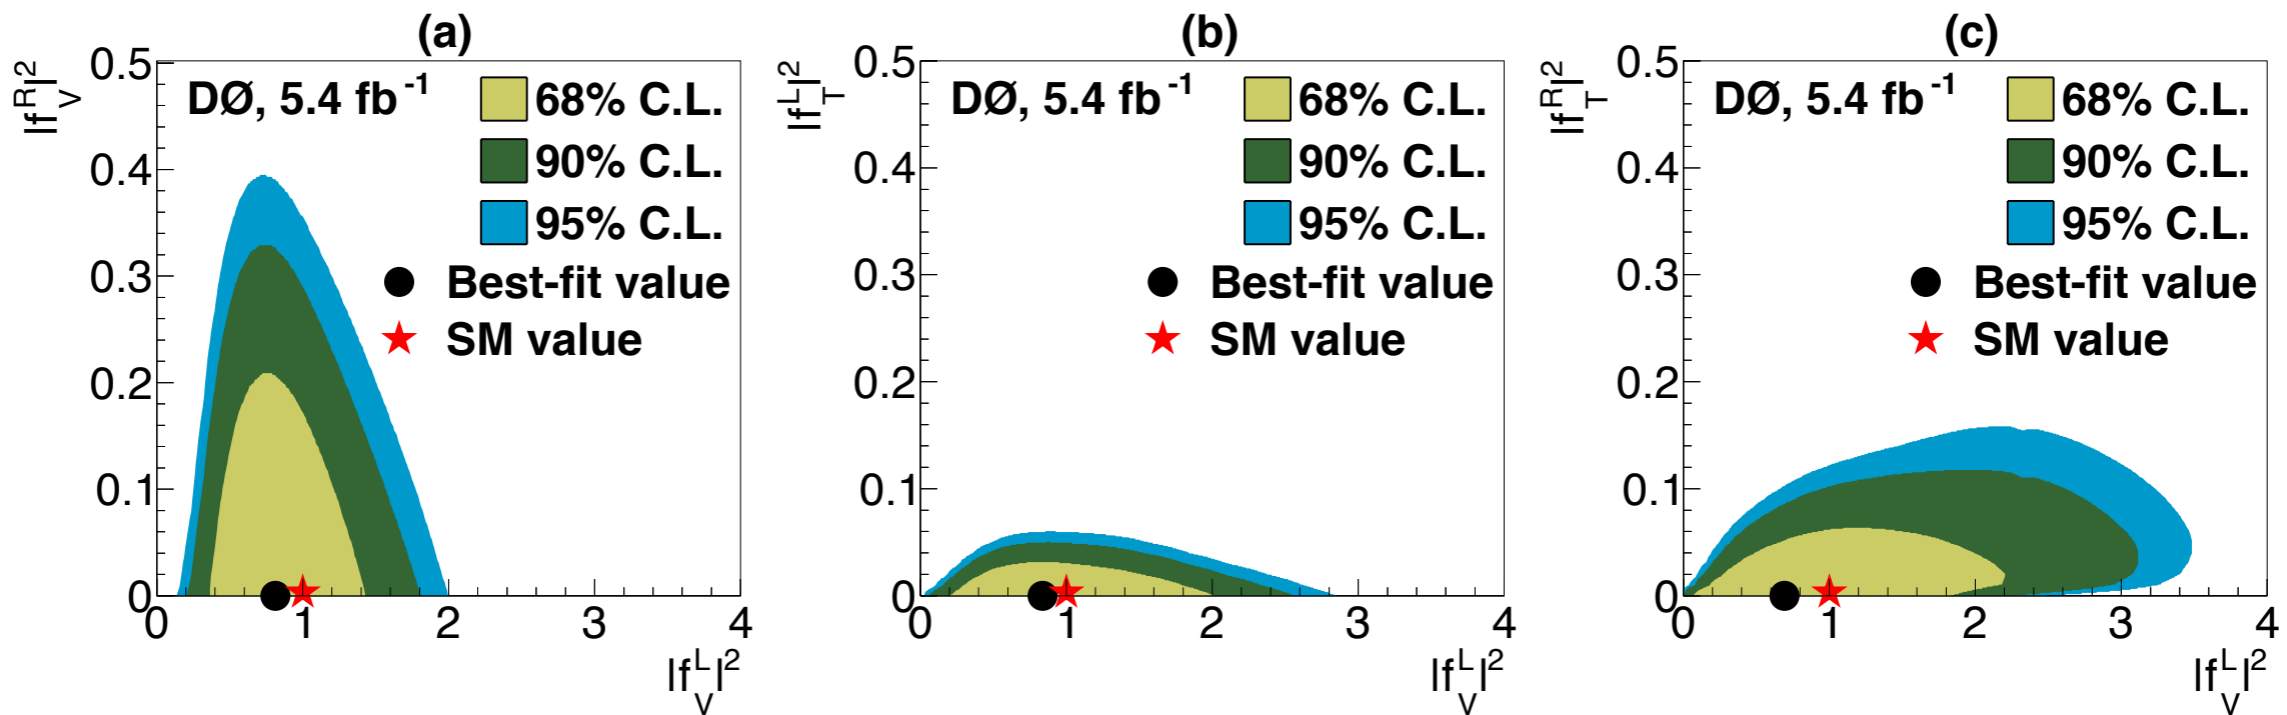 (a)
|f_V^R|^2
DØ, 5.4 fb^-1
68% C.L.
90% C.L.
95% C.L.
Best-fit value
SM value
0.5
0.4
0.3
0.2
0.1
0
0 1 2 3 4
|f_V^L|^2
(b)
|f_T^L|^2
DØ, 5.4 fb^-1
68% C.L.
90% C.L.
95% C.L.
Best-fit value
SM value
0.5
0.4
0.3
0.2
0.1
0
0 1 2 3 4
|f_V^L|^2
(c)
|f_T^R|^2
DØ, 5.4 fb^-1
68% C.L.
90% C.L.
95% C.L.
Best-fit value
SM value
0.5
0.4
0.3
0.2
0.1
0
0 1 2 3 4
|f_V^L|^2